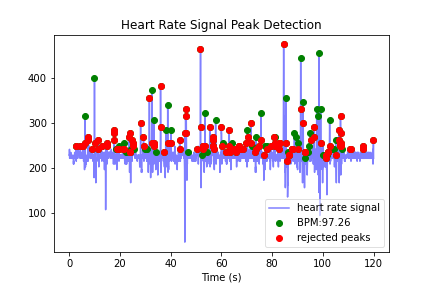 Heart Rate Signal Peak Detection
400
300
200
100
0
20
40
60
80
100
120
Time (s)
heart rate signal
BPM:97.26
rejected peaks